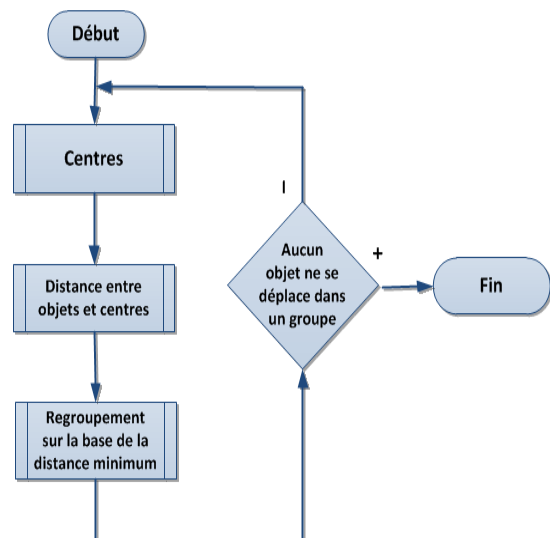 Début
Centres
Distance entre
objets et centres
Regroupement
sur la base de la
distance minimum
I
Aucun
objet ne se
déplace dans
un groupe
+
Fin